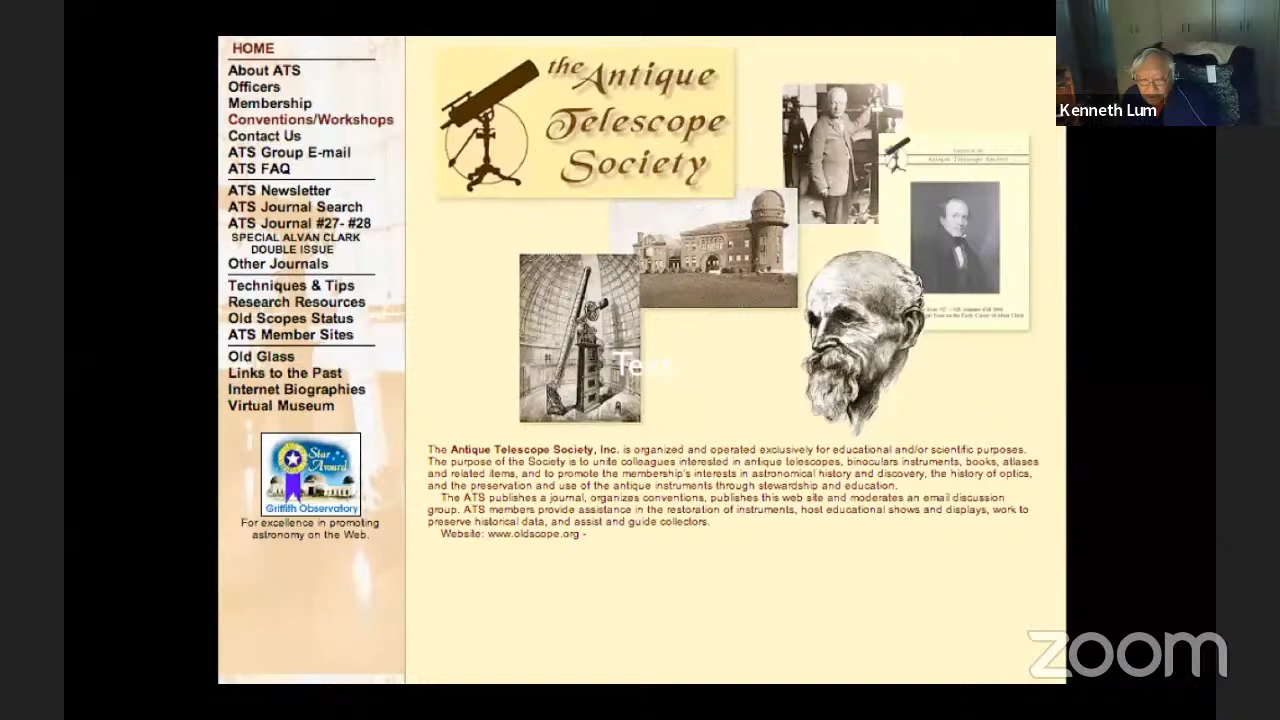 HOME
About ATS
Officers
Membership
Conventions/Workshops
Contact Us
ATS Group E-mail
ATS FAQ
ATS Newsletter
ATS Journal Search
ATS Journal #27- #28
SPECIAL ALVAN CLARK
DOUBLE ISSUE
Other Journals
Techniques & Tips
Research Resources
Old Scopes Status
ATS Member Sites
Old Glass
Links to the Past
Internet Biographies
Virtual Museum
Star
Award
Griffith Observatory
For excellence in promoting
astronomy on the Web.
the Antique
Telescope
Society
Antique Telescope Society
The Antique Telescope Society, Inc. is organized and operated exclusively for educational and/or scientific purposes.
The purpose of the Society is to unite colleagues interested in antique telescopes, binoculars instruments, books, atlases
and related items, and to promote the membership's interests in astronomical history and discovery, the history of optics,
and the preservation and use of the antique instruments through stewardship and education.
The ATS publishes a journal, organizes conventions, publishes this web site and moderates an email discussion
group. ATS members provide assistance in the restoration of instruments, host educational shows and displays, work to
preserve historical data, and assist and guide collectors.
Website: www.oldscope.org -
Kenneth Lum
zoom